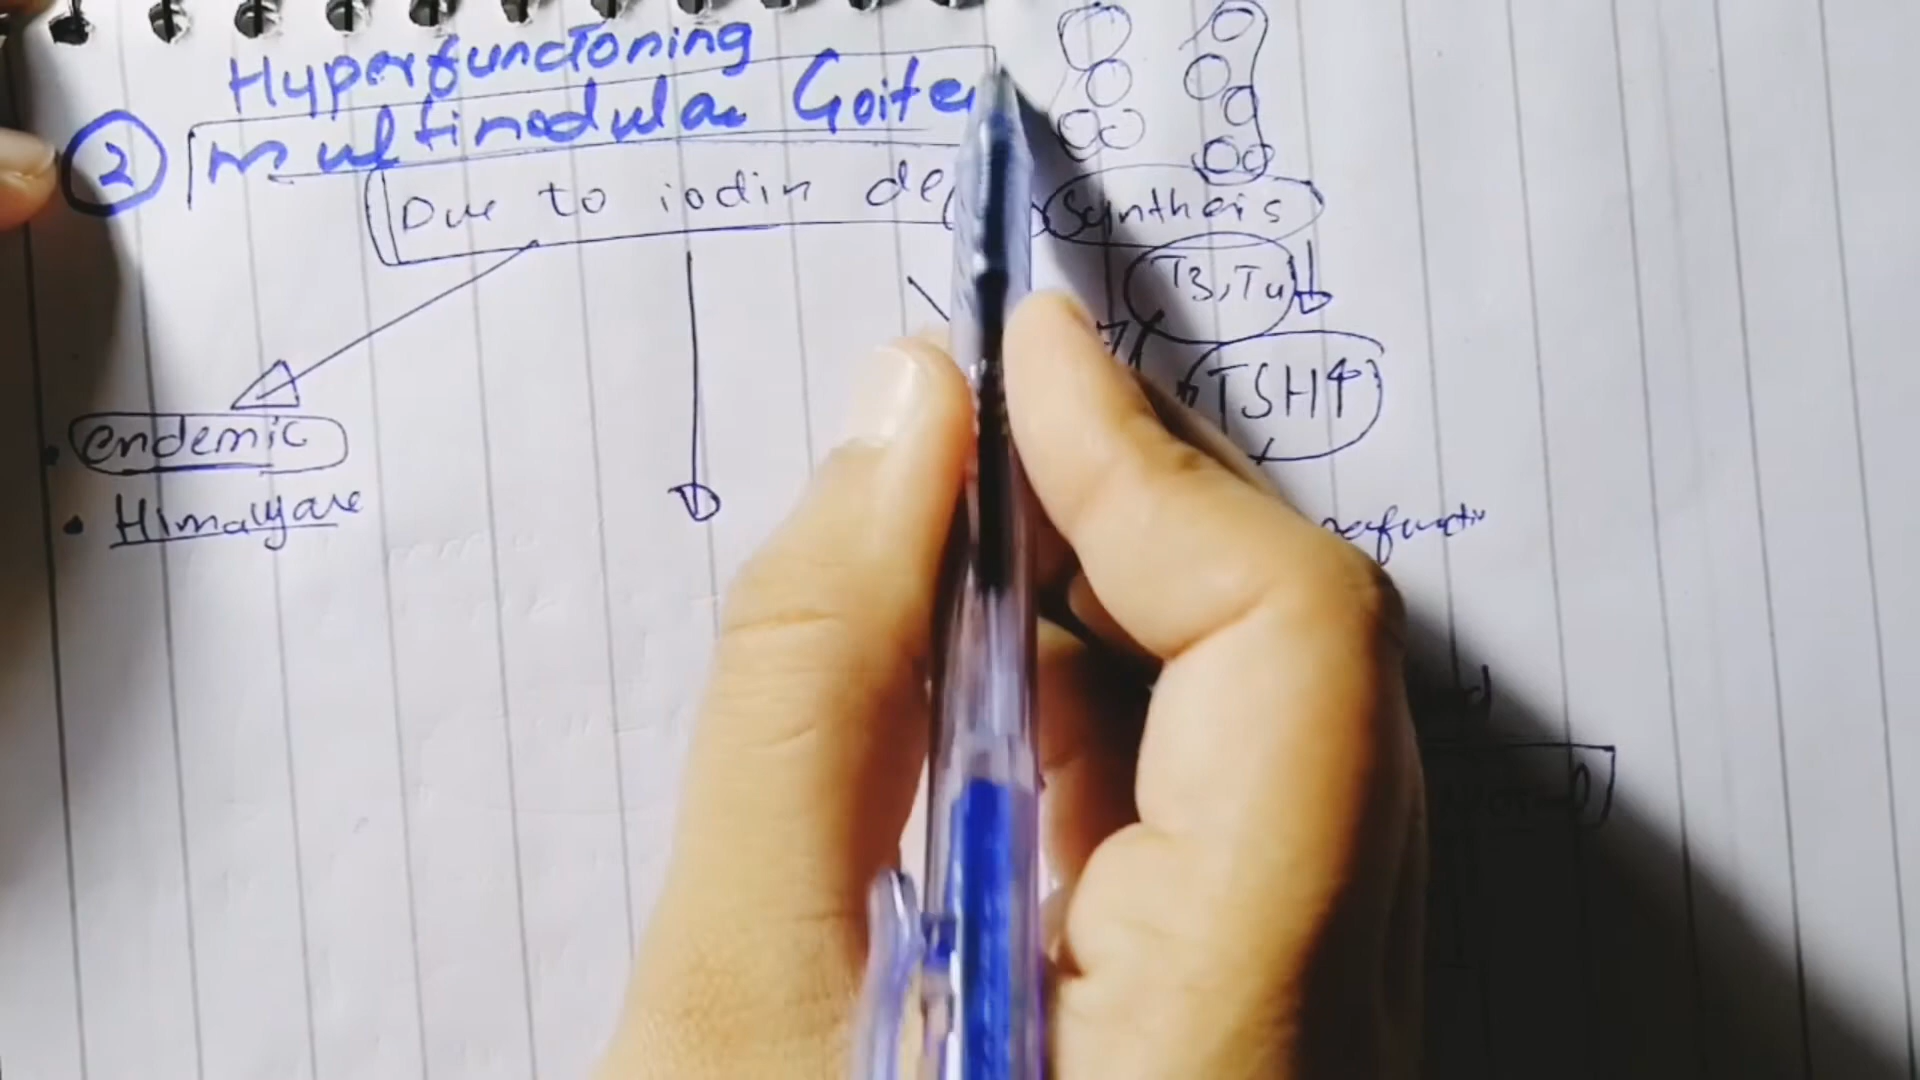 Hyperfunctoning
2 multinodular Goiter
Due to iodin de
Synthesis
T3, T4
TSH↑
endemic
Himalyare